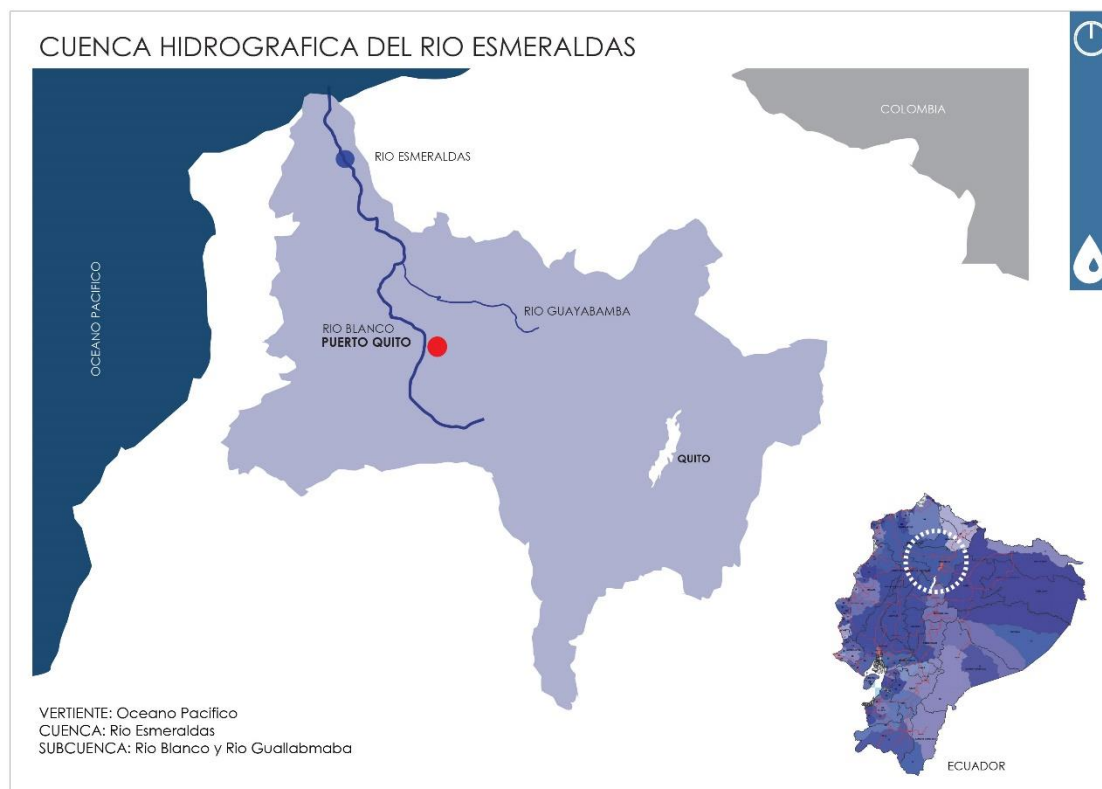 CUENCA HIDROGRAFICA DEL RIO ESMERALDAS
COLOMBIA
RIO ESMERALDAS
OCEANO PACIFICO
RIO GUAYABAMBA
RIO BLANCO
PUERTO QUITO
QUITO
VERTIENTE: Oceano Pacifico
CUENCA: Rio Esmeraldas
SUBCUENCA: Rio Blanco y Rio Guallabmaba
ECUADOR